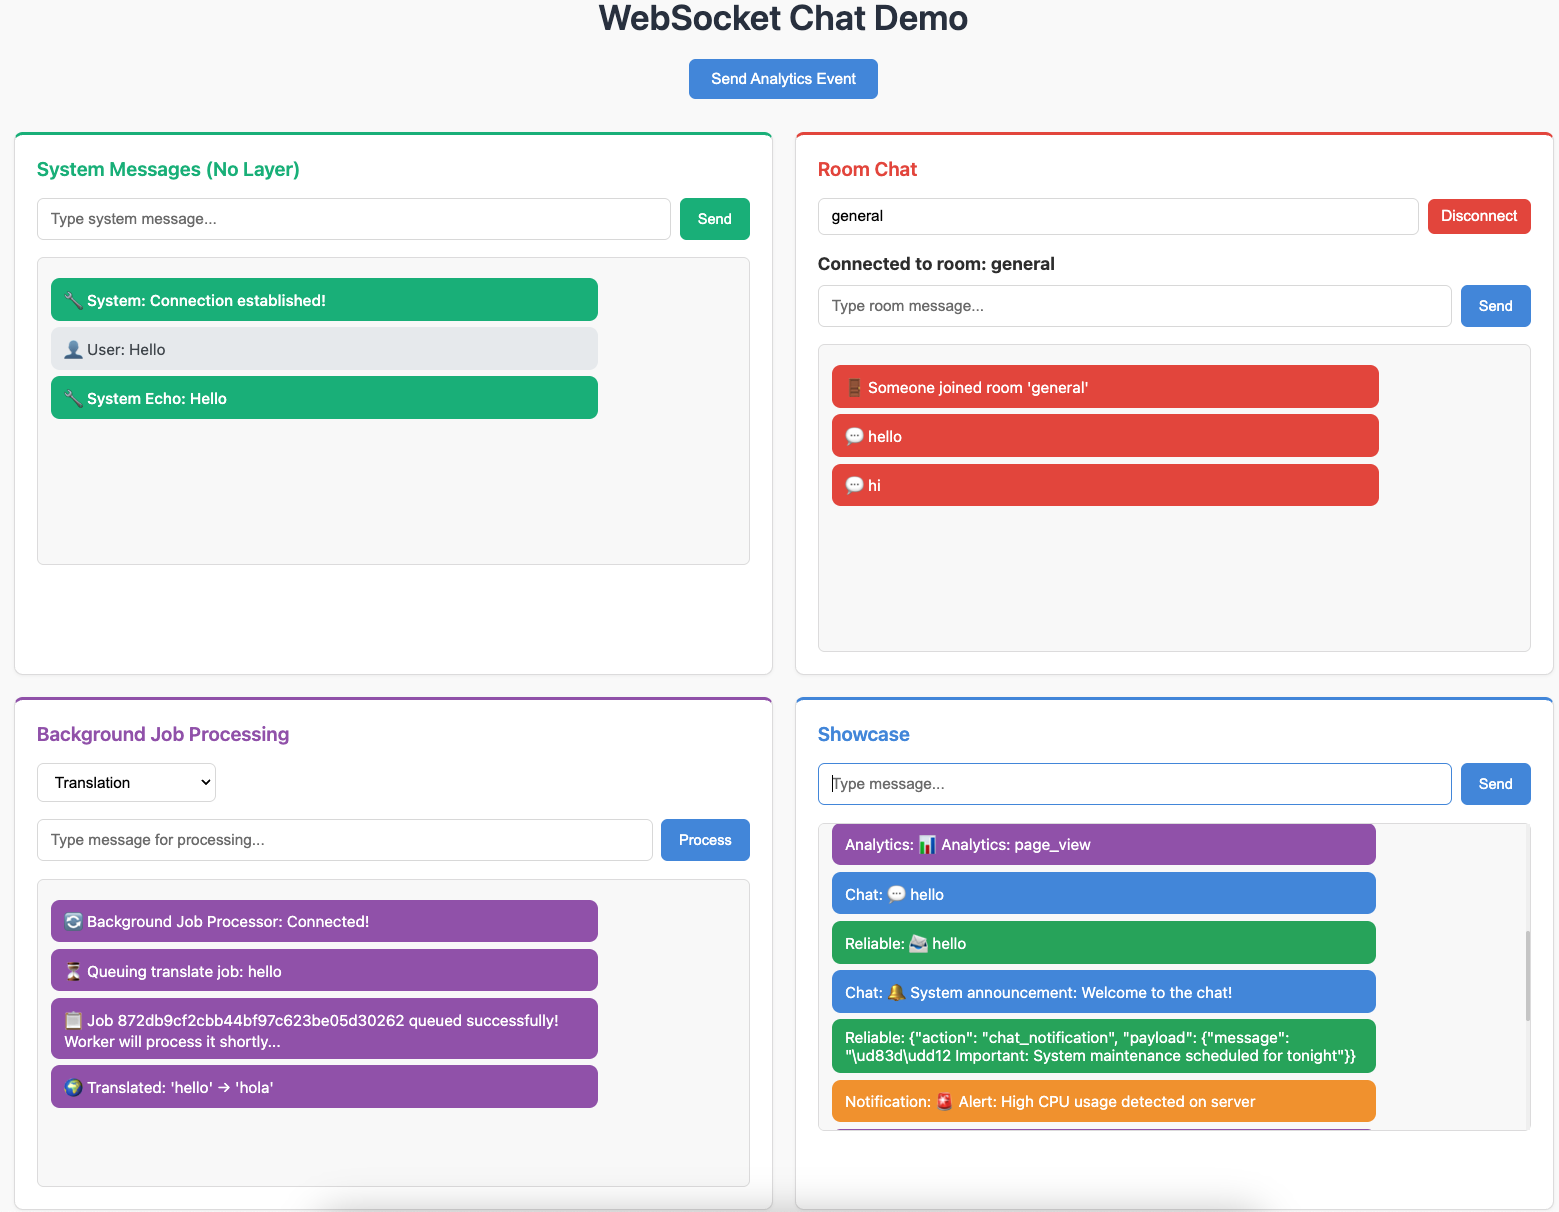 WebSocket Chat Demo
Send Analytics Event
System Messages (No Layer)
Type system message...
Send
🔧 System: Connection established!
👤 User: Hello
🔧 System Echo: Hello
Room Chat
general
Disconnect
Connected to room: general
Type room message...
Send
🚪 Someone joined room 'general'
💬 hello
💬 hi
Background Job Processing
Translation
Type message for processing...
Process
🔄 Background Job Processor: Connected!
⏳ Queuing translate job: hello
📋 Job 872db9cf2cbb44bf97c623be05d30262 queued successfully!
Worker will process it shortly...
🌍 Translated: 'hello' → 'hola'
Showcase
Type message...
Send
Analytics: 📊 Analytics: page_view
Chat: 💬 hello
Reliable: 📨 hello
Chat: 🔔 System announcement: Welcome to the chat!
Reliable: {"action": "chat_notification", "payload": {"message":
"\ud83d\udd12 Important: System maintenance scheduled for tonight"}}
Notification: 🚨 Alert: High CPU usage detected on server